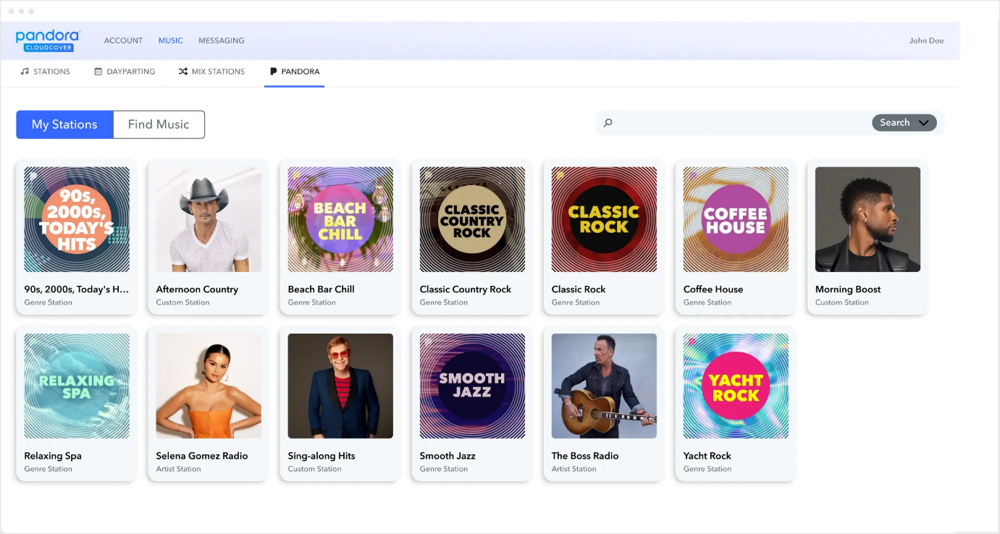 pandora
CLOUDCOVER
ACCOUNT
MUSIC
MESSAGING
John Doe
STATIONS
DAYPARTING
MIX STATIONS
PANDORA
My Stations
Find Music
Search
90s,
2000s,
TODAY'S
HITS
90s, 2000s, Today's H...
Genre Station
Afternoon Country
Custom Station
BEACH
BAR
CHILL
Beach Bar Chill
Genre Station
CLASSIC
COUNTRY
ROCK
Classic Country Rock
Genre Station
CLASSIC
ROCK
Classic Rock
Genre Station
COFFEE
HOUSE
Coffee House
Genre Station
Morning Boost
Custom Station
RELAXING
SPA
Relaxing Spa
Genre Station
Selena Gomez Radio
Artist Station
Sing-along Hits
Custom Station
SMOOTH
JAZZ
Smooth Jazz
Genre Station
The Boss Radio
Artist Station
YACHT
ROCK
Yacht Rock
Genre Station